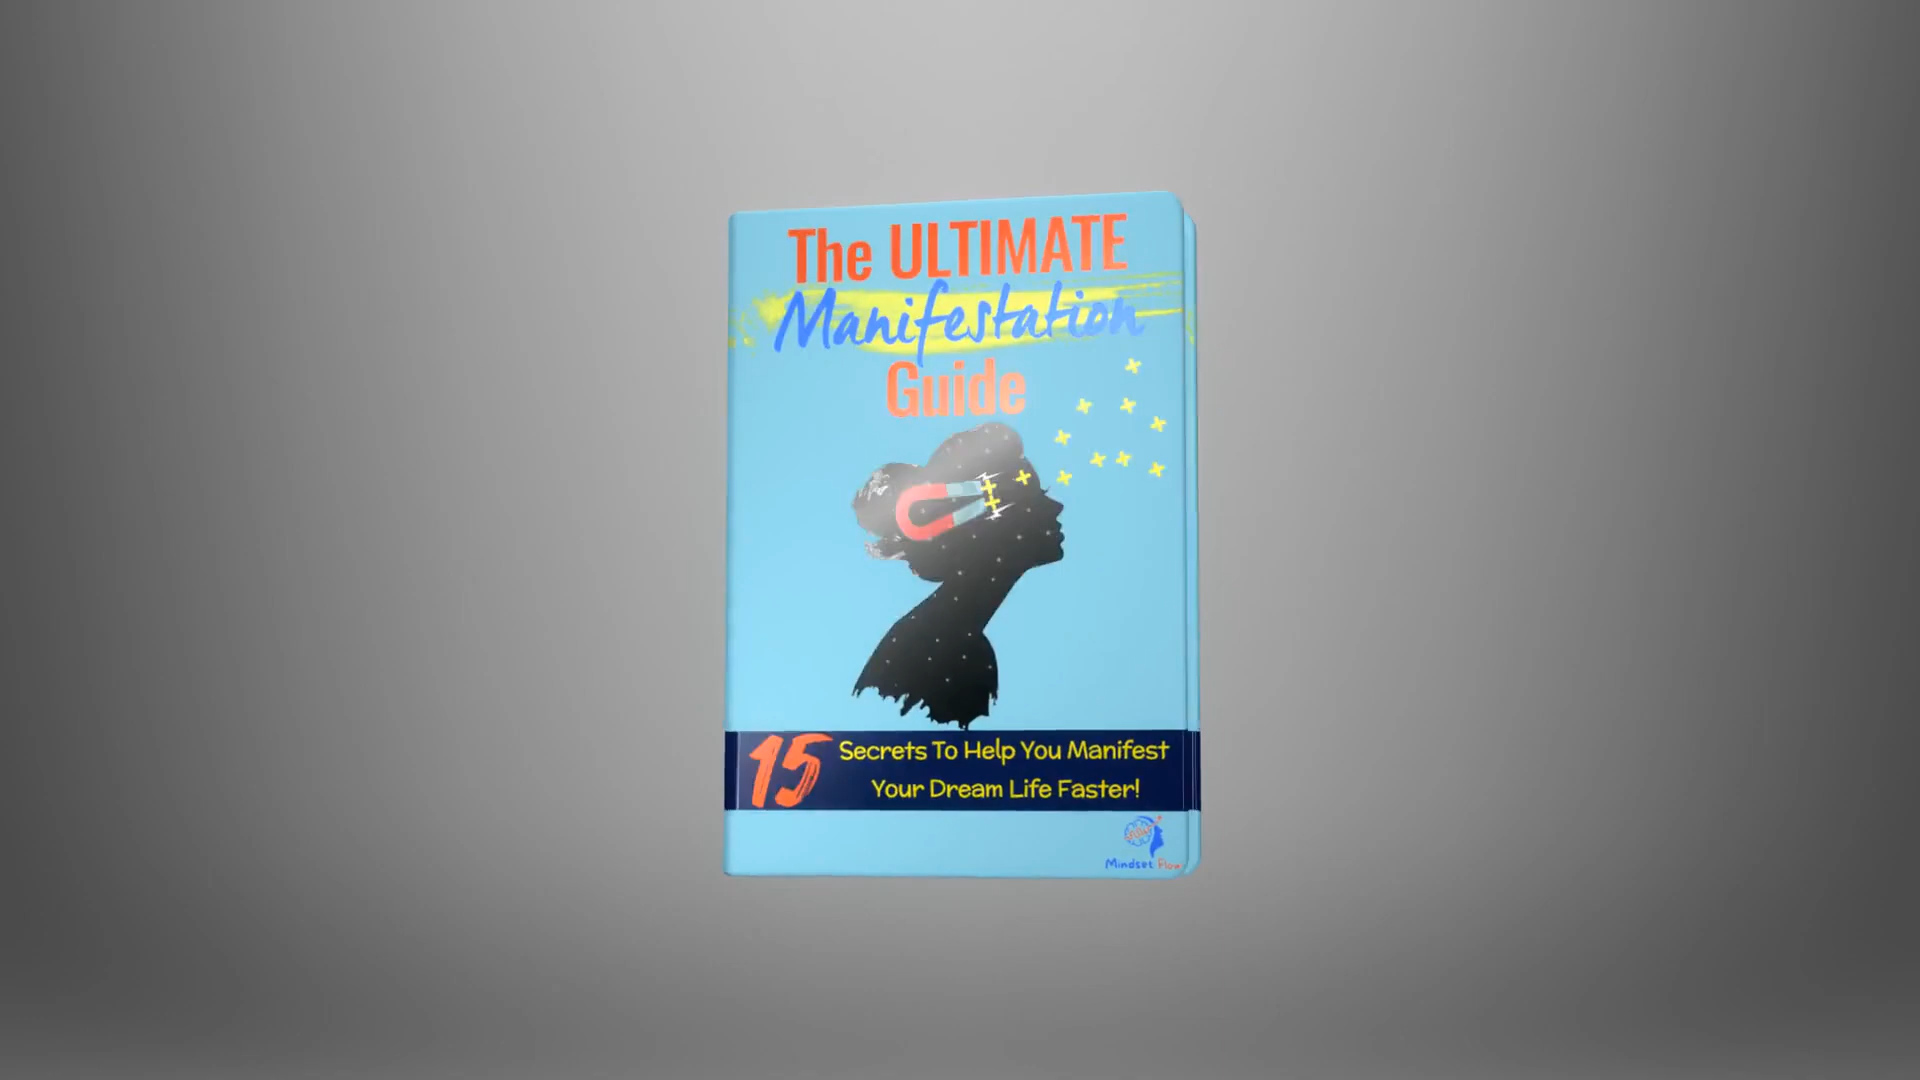 The ULTIMATE
Manifestation
Guide
15 Secrets To Help You Manifest
Your Dream Life Faster!
Mindset Flow